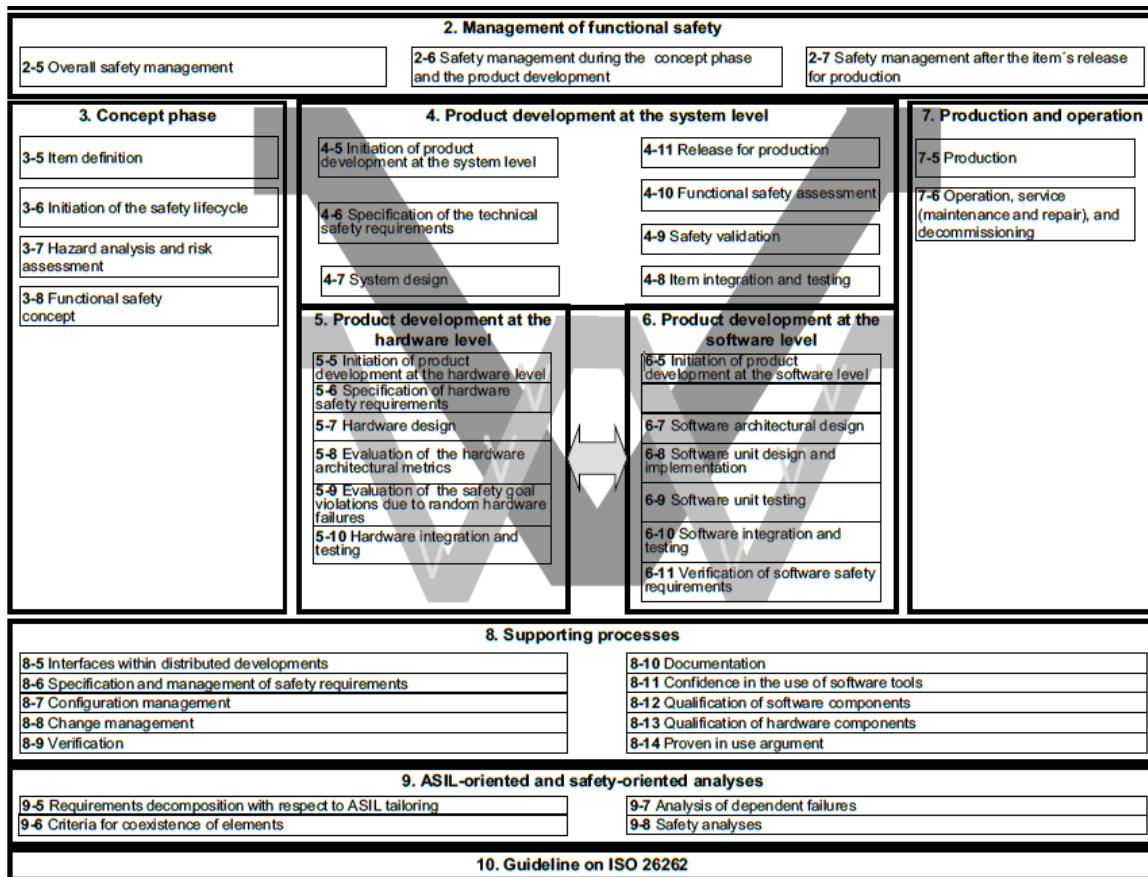 2. Management of functional safety
2-5 Overall safety management
2-6 Safety management during the concept phase
and the product development
2-7 Safety management after the item´s release
for production
3. Concept phase
3-5 Item definition
3-6 Initiation of the safety lifecycle
3-7 Hazard analysis and risk
assessment
3-8 Functional safety
concept
4. Product development at the system level
4-5 Initiation of product
development at the system level
4-6 Specification of the technical
safety requirements
4-7 System design
4-11 Release for production
4-10 Functional safety assessment
4-9 Safety validation
4-8 Item integration and testing
5. Product development at the
hardware level
5-5 Initiation of product
development at the hardware level
5-6 Specification of hardware
safety requirements
5-7 Hardware design
5-8 Evaluation of the hardware
architectural metrics
5-9 Evaluation of the safety goal
violations due to random hardware
failures
5-10 Hardware integration and
testing
6. Product development at the
software level
6-5 Initiation of product
development at the software level
6-7 Software architectural design
6-8 Software unit design and
implementation
6-9 Software unit testing
6-10 Software integration and
testing
6-11 Verification of software safety
requirements
7. Production and operation
7-5 Production
7-6 Operation, service
(maintenance and repair), and
decommissioning
8. Supporting processes
8-5 Interfaces within distributed developments
8-6 Specification and management of safety requirements
8-7 Configuration management
8-8 Change management
8-9 Verification
8-10 Documentation
8-11 Confidence in the use of software tools
8-12 Qualification of software components
8-13 Qualification of hardware components
8-14 Proven in use argument
9. ASIL-oriented and safety-oriented analyses
9-5 Requirements decomposition with respect to ASIL tailoring
9-6 Criteria for coexistence of elements
9-7 Analysis of dependent failures
9-8 Safety analyses
10. Guideline on ISO 26262